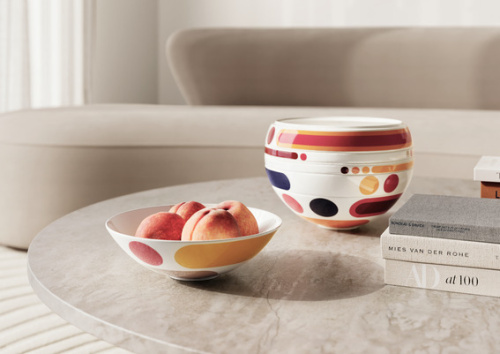 MIES VAN DER ROHE
AD at 100